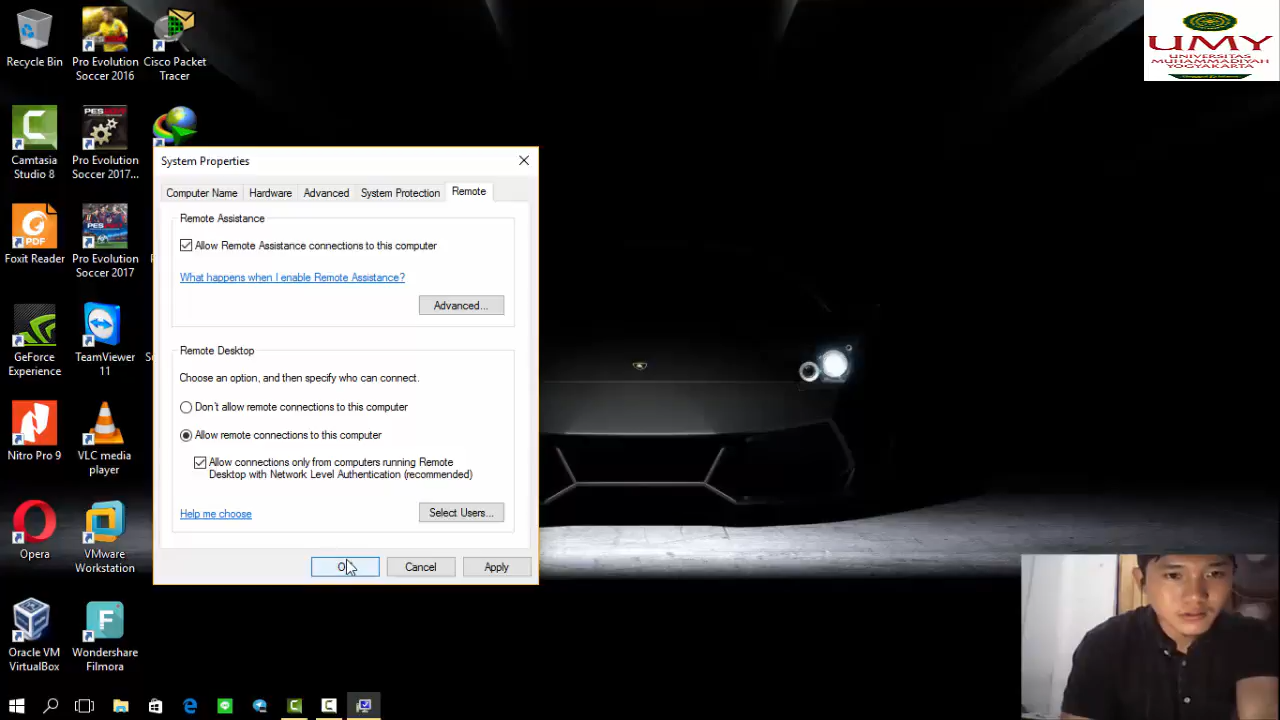 Recycle Bin
Pro Evolution
Soccer 2016
Cisco Packet
Tracer
UMY
UNIVERSITAS
MUHAMMADIYAH
YOGYAKARTA
Camtasia
Studio 8
PES
Pro Evolution
Soccer 2017...
System Properties
Computer Name
Hardware
Advanced
System Protection
Remote
Remote Assistance
Allow Remote Assistance connections to this computer
What happens when I enable Remote Assistance?
Advanced...
Remote Desktop
Choose an option, and then specify who can connect.
Don't allow remote connections to this computer
Allow remote connections to this computer
Allow connections only from computers running Remote
Desktop with Network Level Authentication (recommended)
Help me choose
Select Users...
Cancel
Apply
PDF
Foxit Reader
Pro Evolution
Soccer 2017
GeForce
Experience
TeamViewer
11
Nitro Pro 9
VLC media
player
Opera
VMware
Workstation
Oracle VM
VirtualBox
Wondershare
Filmora